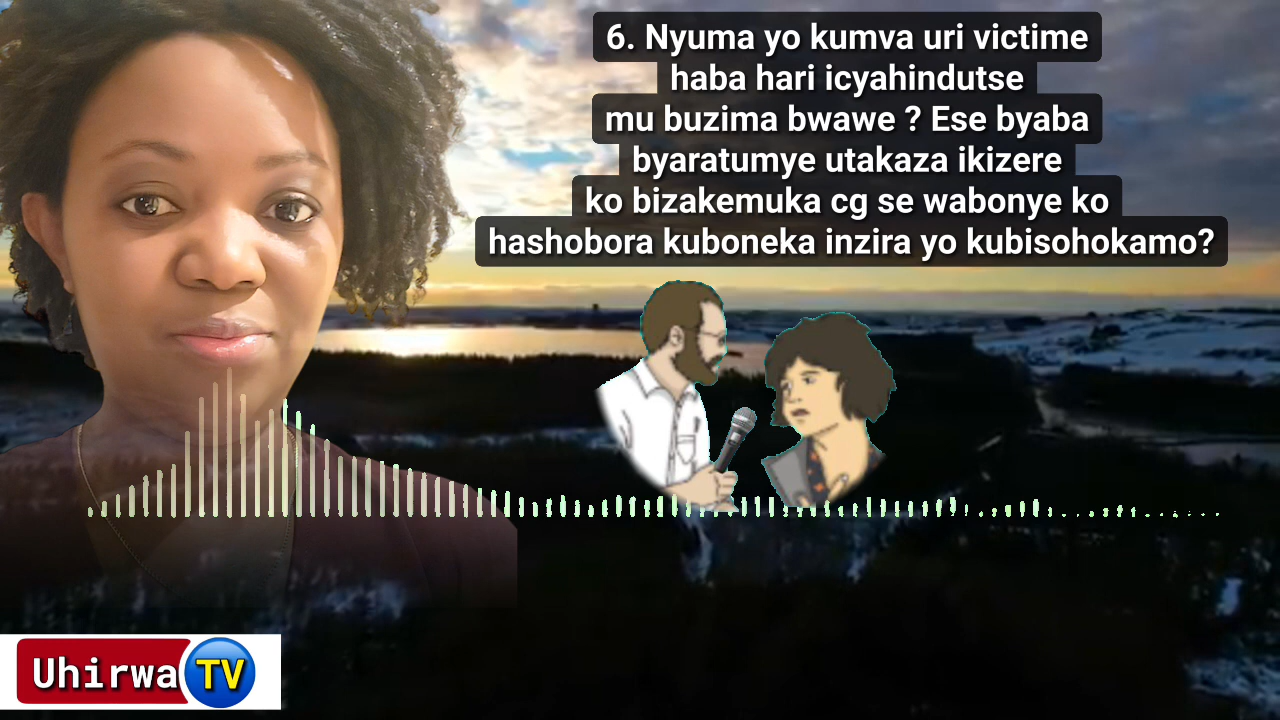 6. Nyuma yo kumva uri victime
haba hari icyahindutse
mu buzima bwawe ? Ese byaba
byaratumye utakaza ikizere
ko bizakemuka cg se wabonye ko
hashobora kuboneka inzira yo kubisohokamo?
Uhirwa TV